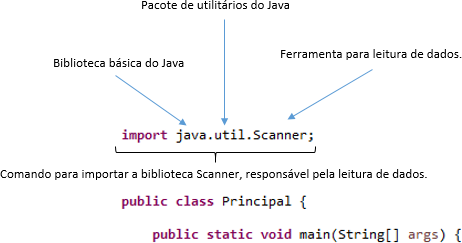 Pacote de utilitários do Java
Ferramenta para leitura de dados.
Biblioteca básica do Java
import java.util.Scanner;
Comando para importar a biblioteca Scanner, responsável pela leitura de dados.
public class Principal {
public static void main(String[] args) {